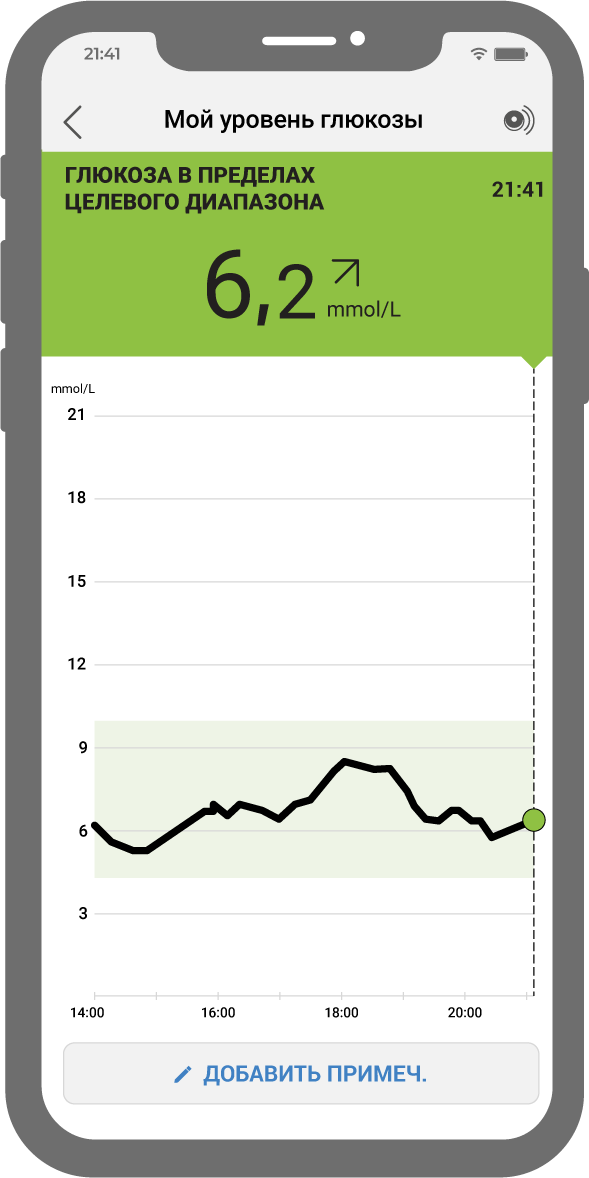 21:41
Мой уровень глюкозы
ГЛЮКОЗА В ПРЕДЕЛАХ
ЦЕЛЕВОГО ДИАПАЗОНА
21:41
6,2
mmol/L
mmol/L
21
18
15
12
9
6
3
14:00 16:00 18:00 20:00
ДОБАВИТЬ ПРИМЕЧ.